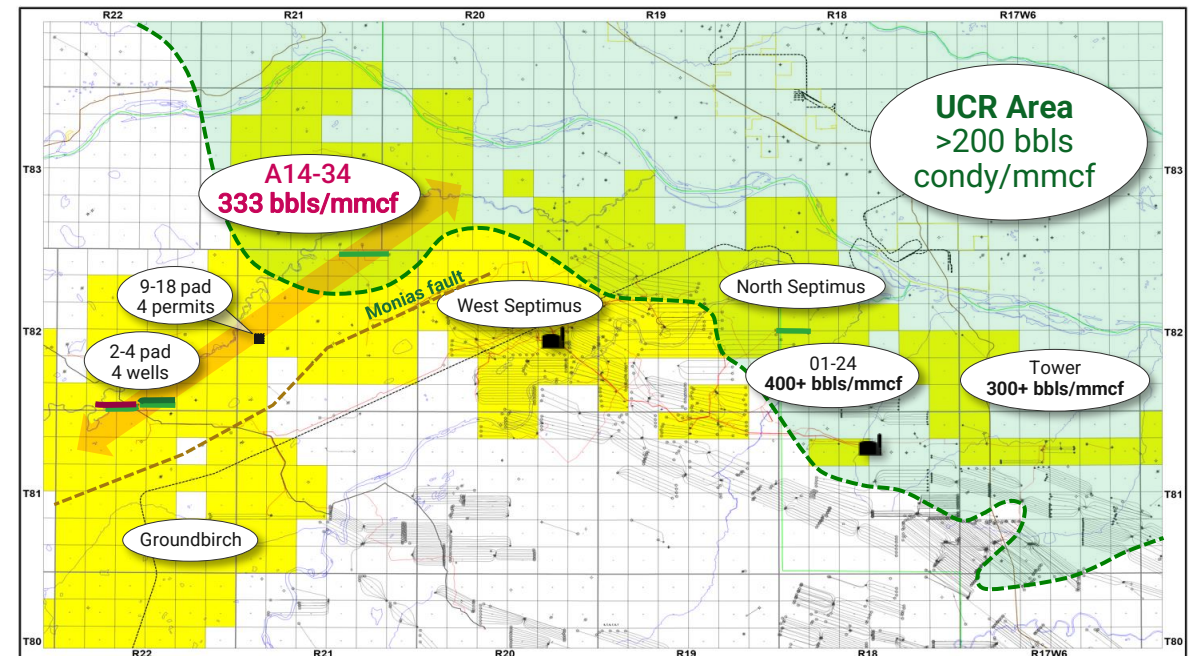 R22 R21 R20 R19 R18 R17W6
UCR Area
>200 bbls
condy/mmcf
T83 T83
A14-34
333 bbls/mmcf
9-18 pad
4 permits
Monias fault
West Septimus
North Septimus
T82 T82
2-4 pad
4 wells
01-24
400+ bbls/mmcf
Tower
300+ bbls/mmcf
T81 T81
Groundbirch
T80 T80
R22 R21 R20 R19 R18 R17W6